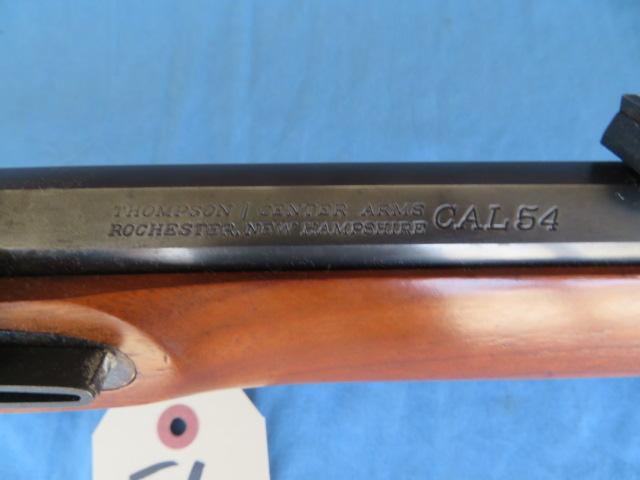 THOMPSON / CENTER ARMS
ROCHESTER, NEW HAMPSHIRE CAL 54